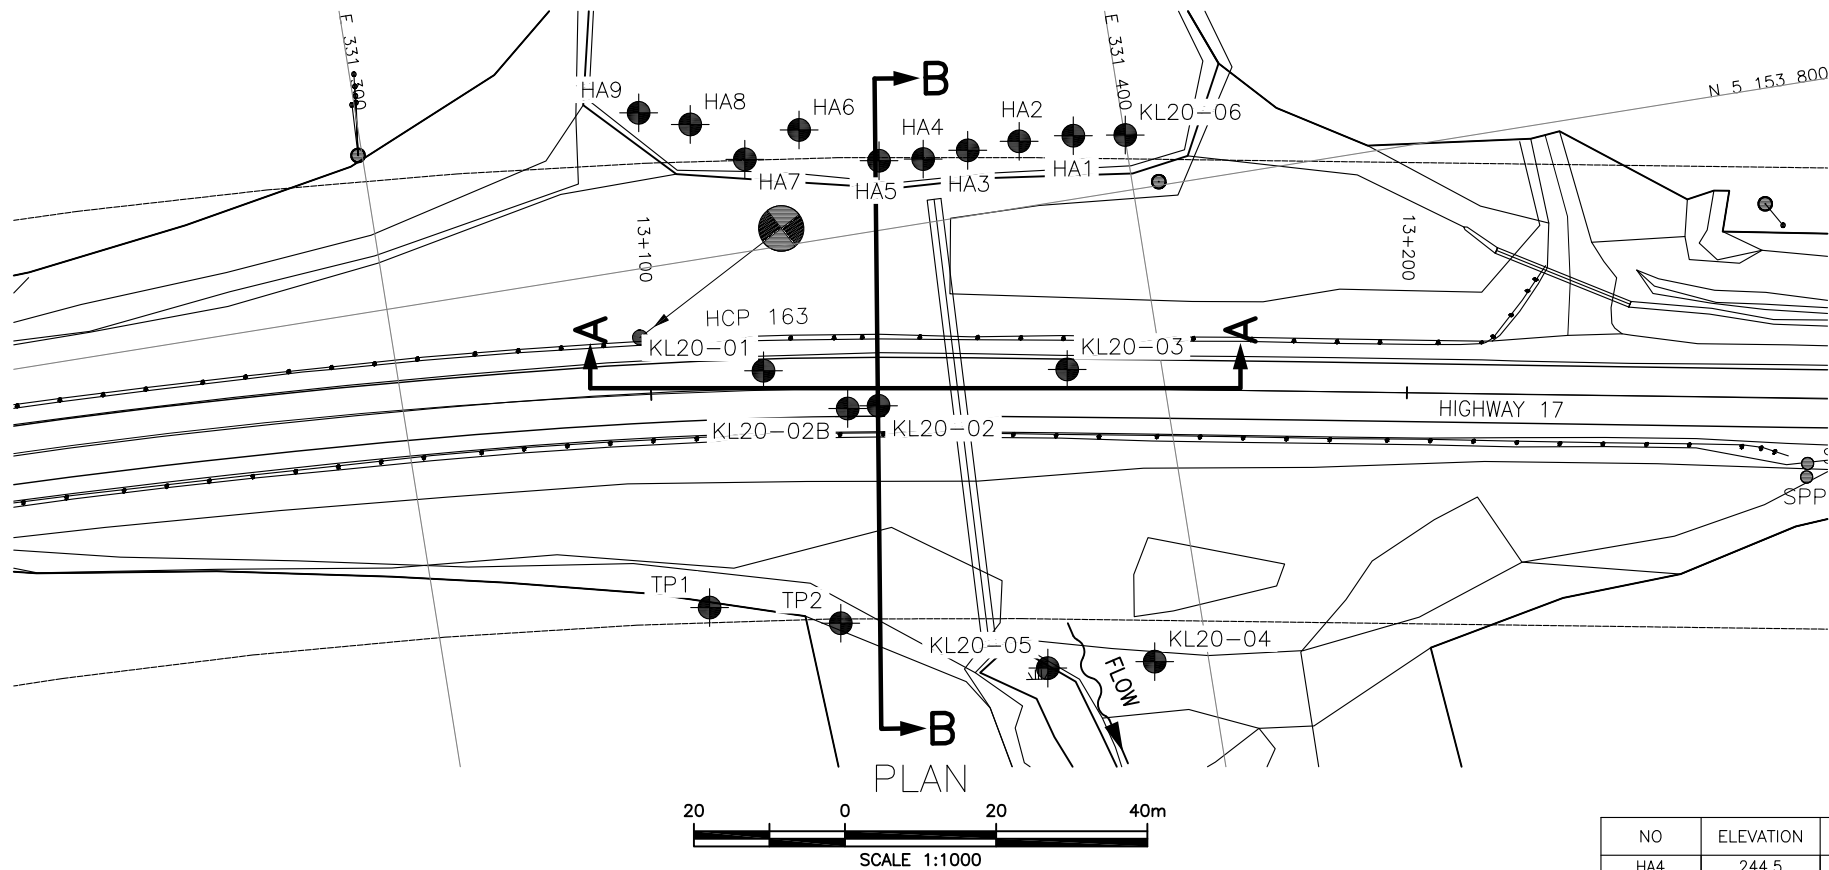 E 331 300
E 331 400
N 5 153 800
B
HA9
HA8
HA6
HA4
HA2
KL20-06
HA7
HA5
HA3
HA1
13+100
13+200
HCP 163
A
A
KL20-01
KL20-03
HIGHWAY 17
KL20-02B
KL20-02
SPP
TP1
TP2
KL20-05
KL20-04
FLOW
B
PLAN
20 0 20 40m
SCALE 1:1000
NO ELEVATION
HA4 244.5